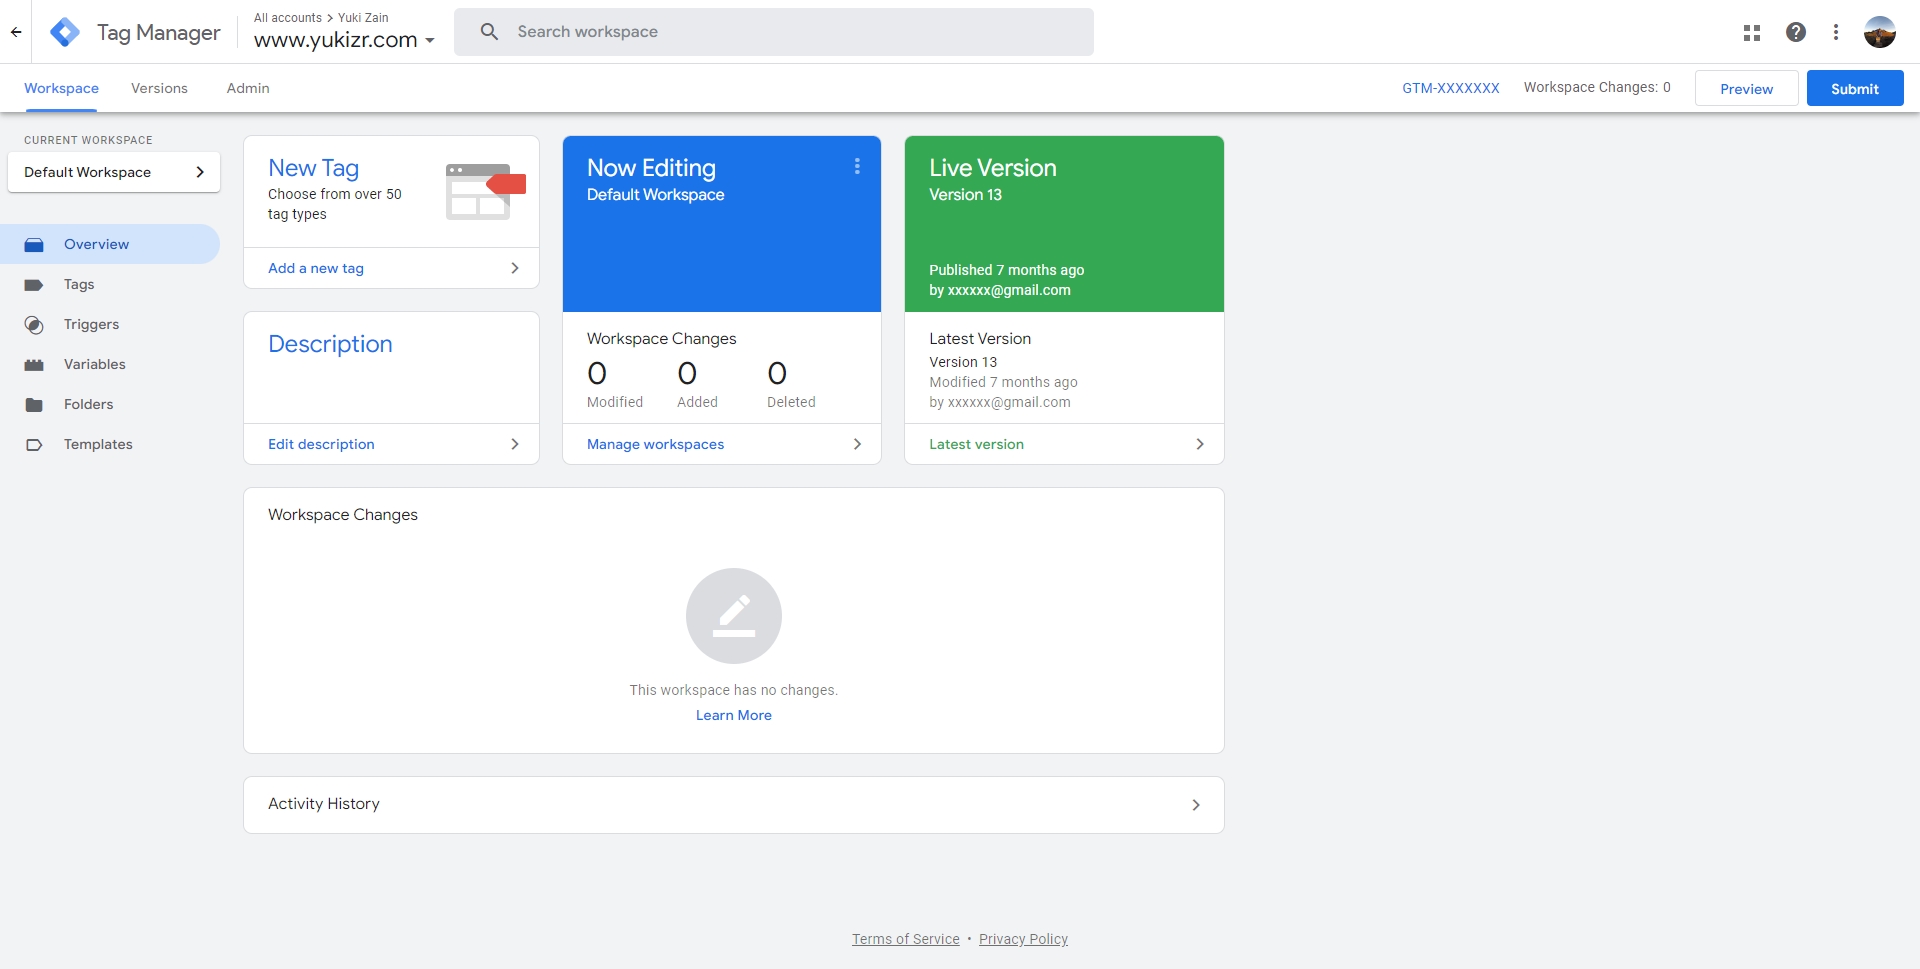 Tag Manager
All accounts > Yuki Zain
www.yukizr.com
Search workspace
Workspace
Versions
Admin
GTM-XXXXXXX
Workspace Changes: 0
Preview
Submit
CURRENT WORKSPACE
Default Workspace
Overview
Tags
Triggers
Variables
Folders
Templates
New Tag
Choose from over 50
tag types
Add a new tag
Description
Edit description
Now Editing
Default Workspace
Workspace Changes
0 0 0
Modified Added Deleted
Manage workspaces
Live Version
Version 13
Published 7 months ago
by xxxxxx@gmail.com
Latest Version
Version 13
Modified 7 months ago
by xxxxxx@gmail.com
Latest version
Workspace Changes
This workspace has no changes.
Learn More
Activity History
Terms of Service • Privacy Policy